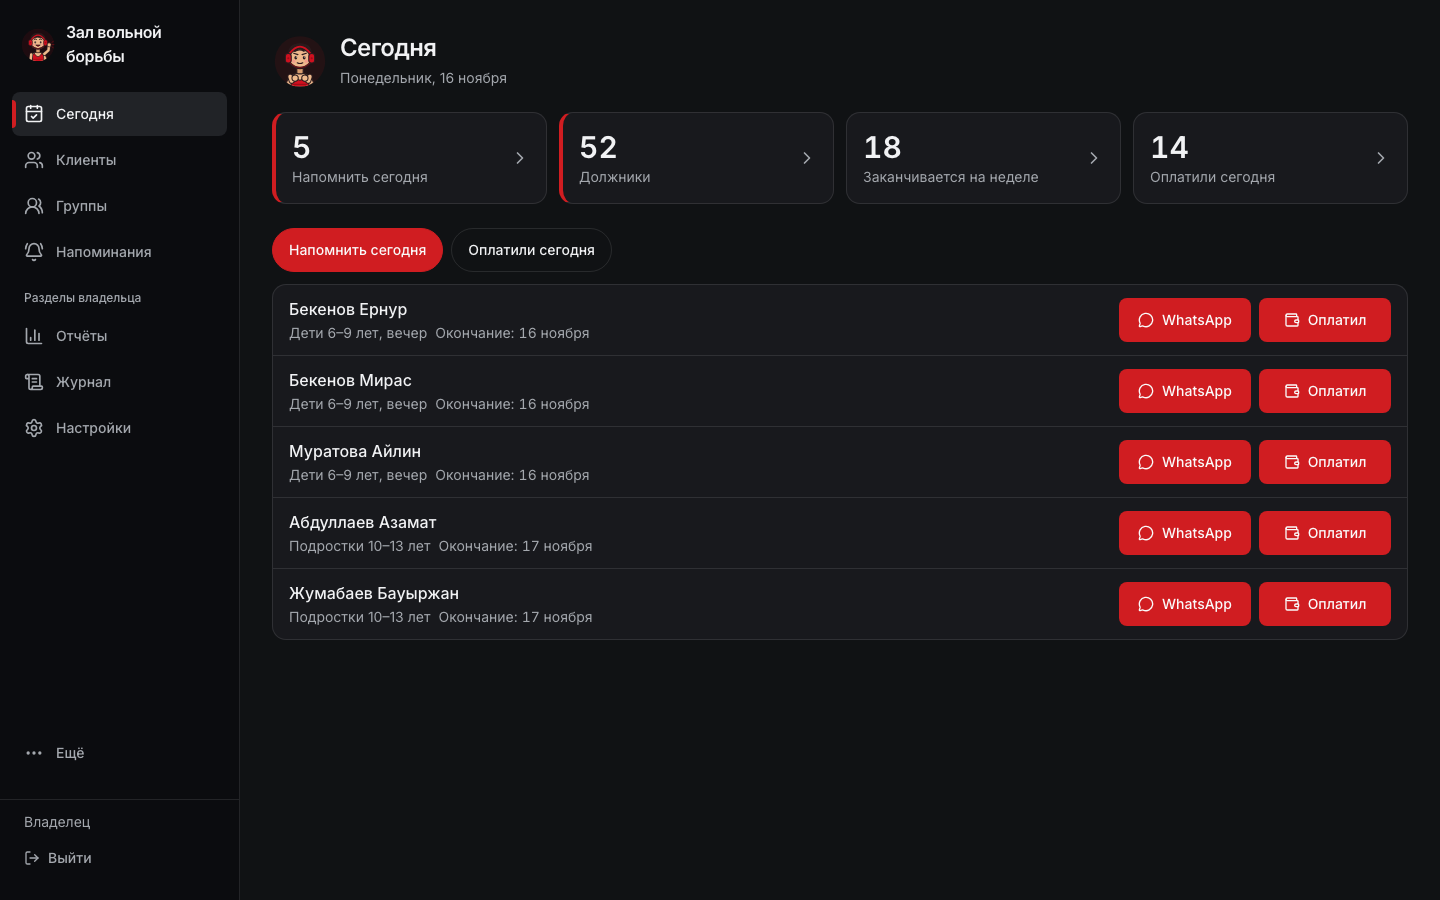 Зал вольной
борьбы
Сегодня
Клиенты
Группы
Напоминания
Разделы владельца
Отчёты
Журнал
Настройки
Ещё
Владелец
Выйти
Сегодня
Понедельник, 16 ноября
5
Напомнить сегодня
52
Должники
18
Заканчивается на неделе
14
Оплатили сегодня
Напомнить сегодня
Оплатили сегодня
Бекенов Ернур
Дети 6–9 лет, вечер Окончание: 16 ноября
WhatsApp
Оплатил
Бекенов Мирас
Дети 6–9 лет, вечер Окончание: 16 ноября
WhatsApp
Оплатил
Муратова Айлин
Дети 6–9 лет, вечер Окончание: 16 ноября
WhatsApp
Оплатил
Абдуллаев Азамат
Подростки 10–13 лет Окончание: 17 ноября
WhatsApp
Оплатил
Жумабаев Бауыржан
Подростки 10–13 лет Окончание: 17 ноября
WhatsApp
Оплатил